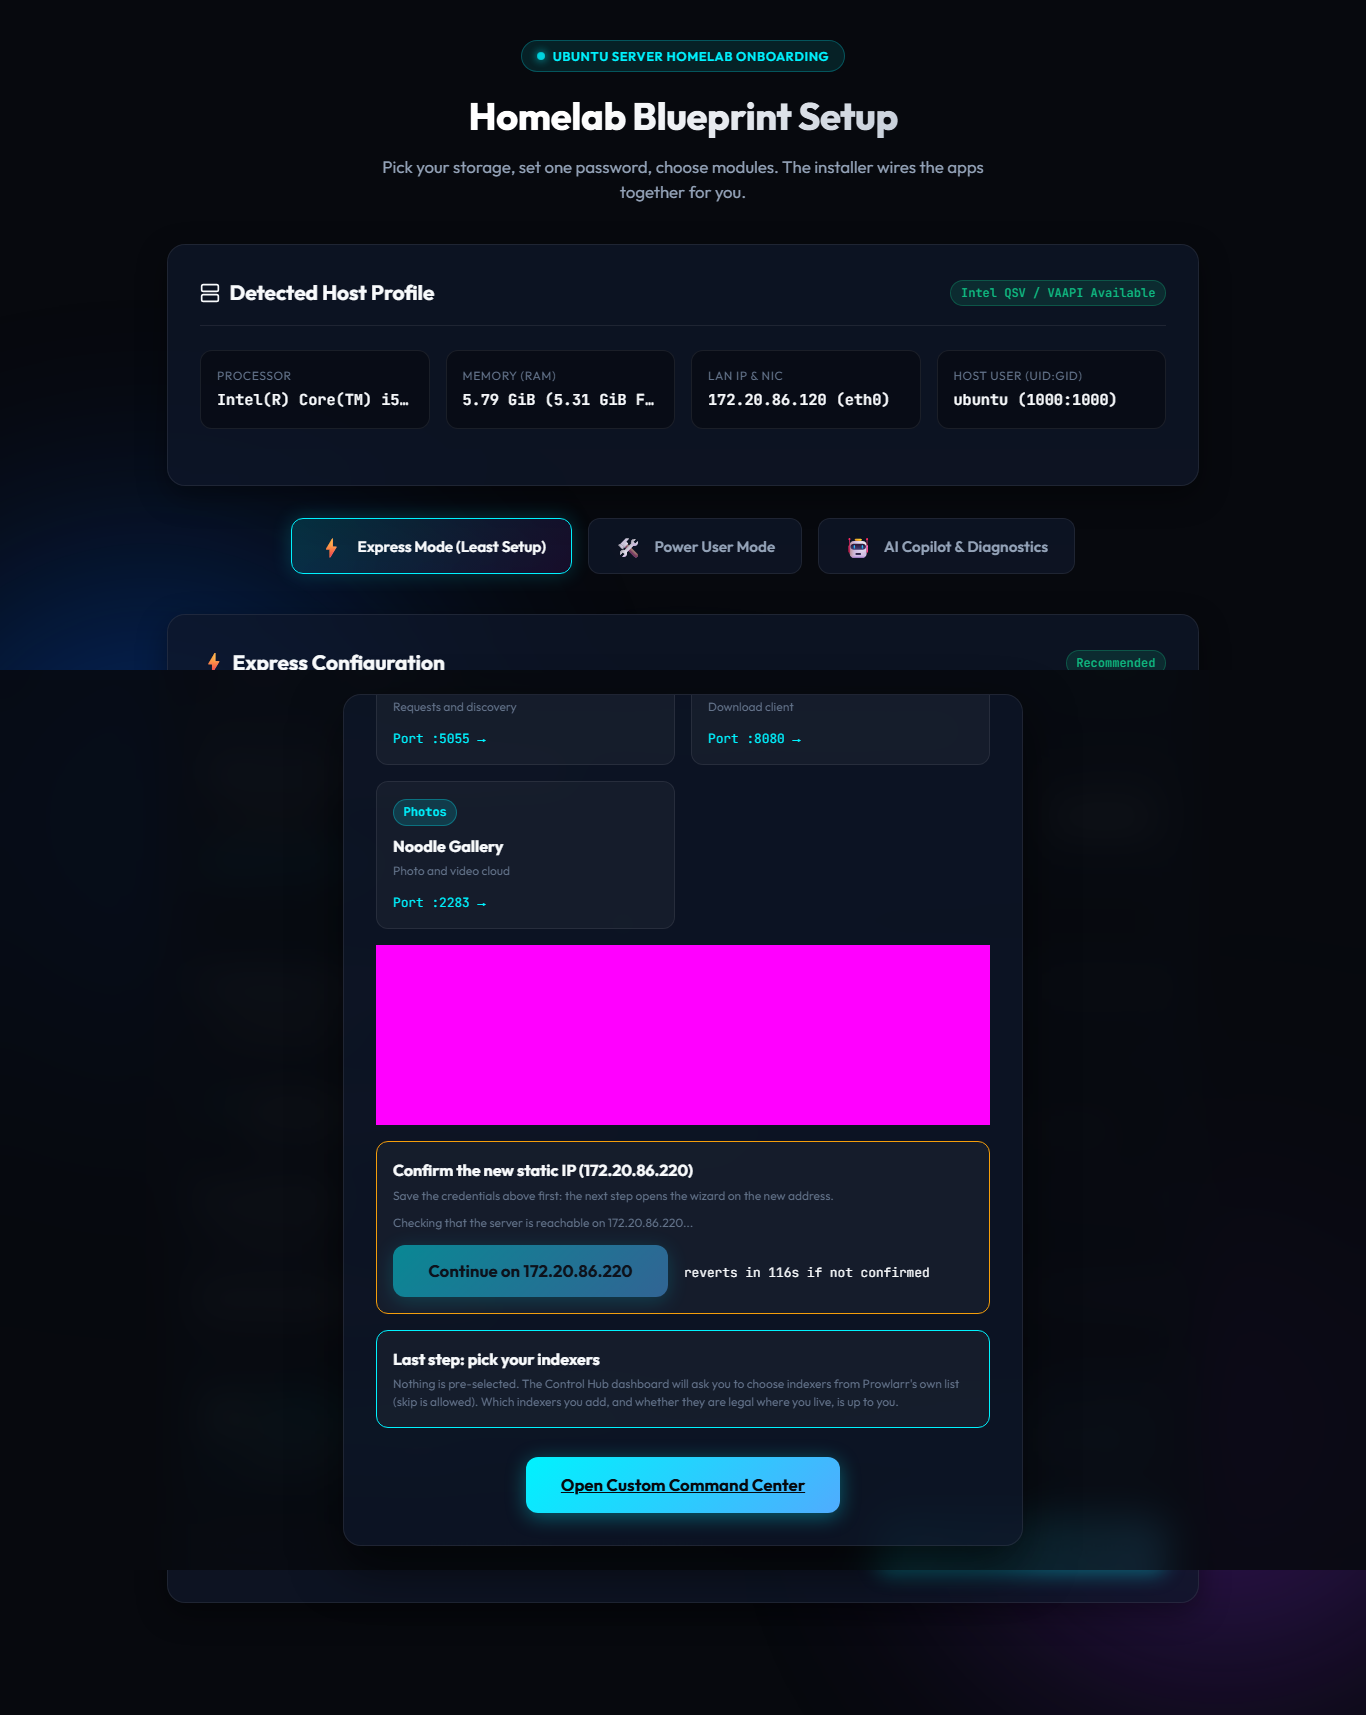 UBUNTU SERVER HOMELAB ONBOARDING
Homelab Blueprint Setup
Pick your storage, set one password, choose modules. The installer wires the apps
together for you.
Detected Host Profile
Intel QSV / VAAPI Available
PROCESSOR
Intel(R) Core(TM) i5…
MEMORY (RAM)
5.79 GiB (5.31 GiB F…
LAN IP & NIC
172.20.86.120 (eth0)
HOST USER (UID:GID)
ubuntu (1000:1000)
Express Mode (Least Setup)
Power User Mode
AI Copilot & Diagnostics
Express Configuration
Recommended
Requests and discovery
Port :5055 →
Download client
Port :8080 →
Photos
Noodle Gallery
Photo and video cloud
Port :2283 →
Confirm the new static IP (172.20.86.220)
Save the credentials above first: the next step opens the wizard on the new address.
Checking that the server is reachable on 172.20.86.220...
Continue on 172.20.86.220
reverts in 116s if not confirmed
Last step: pick your indexers
Nothing is pre-selected. The Control Hub dashboard will ask you to choose indexers from Prowlarr's own list
(skip is allowed). Which indexers you add, and whether they are legal where you live, is up to you.
Open Custom Command Center